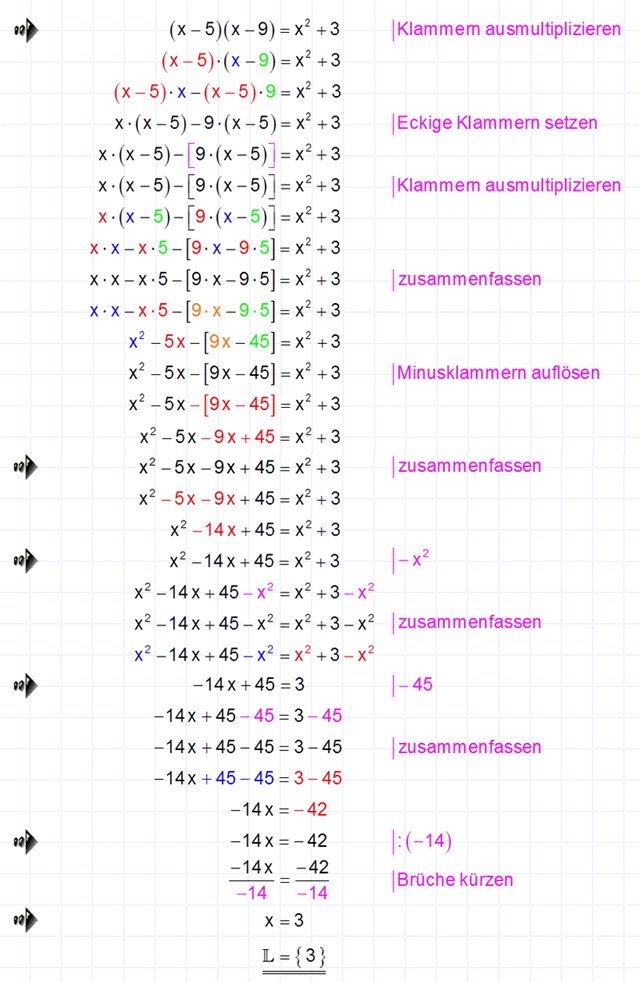 (x − 5)(x − 9) = x² + 3 |Klammern ausmultiplizieren
(x − 5)·(x − 9) = x² + 3
(x − 5)·x − (x − 5)·9 = x² + 3
x·(x − 5) − 9·(x − 5) = x² + 3 |Eckige Klammern setzen
x·(x − 5) − [9·(x − 5)] = x² + 3
x·(x − 5) − [9·(x − 5)] = x² + 3 |Klammern ausmultiplizieren
x·(x − 5) − [9·(x − 5)] = x² + 3
x·x − x·5 − [9·x − 9·5] = x² + 3
x·x − x·5 − [9·x − 9·5] = x² + 3 |zusammenfassen
x·x − x·5 − [9·x − 9·5] = x² + 3
x² − 5x − [9x − 45] = x² + 3
x² − 5x − [9x − 45] = x² + 3 |Minusklammern auflösen
x² − 5x − [9x − 45] = x² + 3
x² − 5x − 9x + 45 = x² + 3
x² − 5x − 9x + 45 = x² + 3 |zusammenfassen
x² − 5x − 9x + 45 = x² + 3
x² − 14x + 45 = x² + 3
x² − 14x + 45 = x² + 3 |− x²
x² − 14x + 45 − x² = x² + 3 − x²
x² − 14x + 45 − x² = x² + 3 − x² |zusammenfassen
x² − 14x + 45 − x² = x² + 3 − x²
−14x + 45 = 3 |− 45
−14x + 45 − 45 = 3 − 45
−14x + 45 − 45 = 3 − 45 |zusammenfassen
−14x + 45 − 45 = 3 − 45
−14x = −42
−14x = −42 |:(−14)
−14x/−14 = −42/−14 |Brüche kürzen
x = 3
𝕃 = {3}